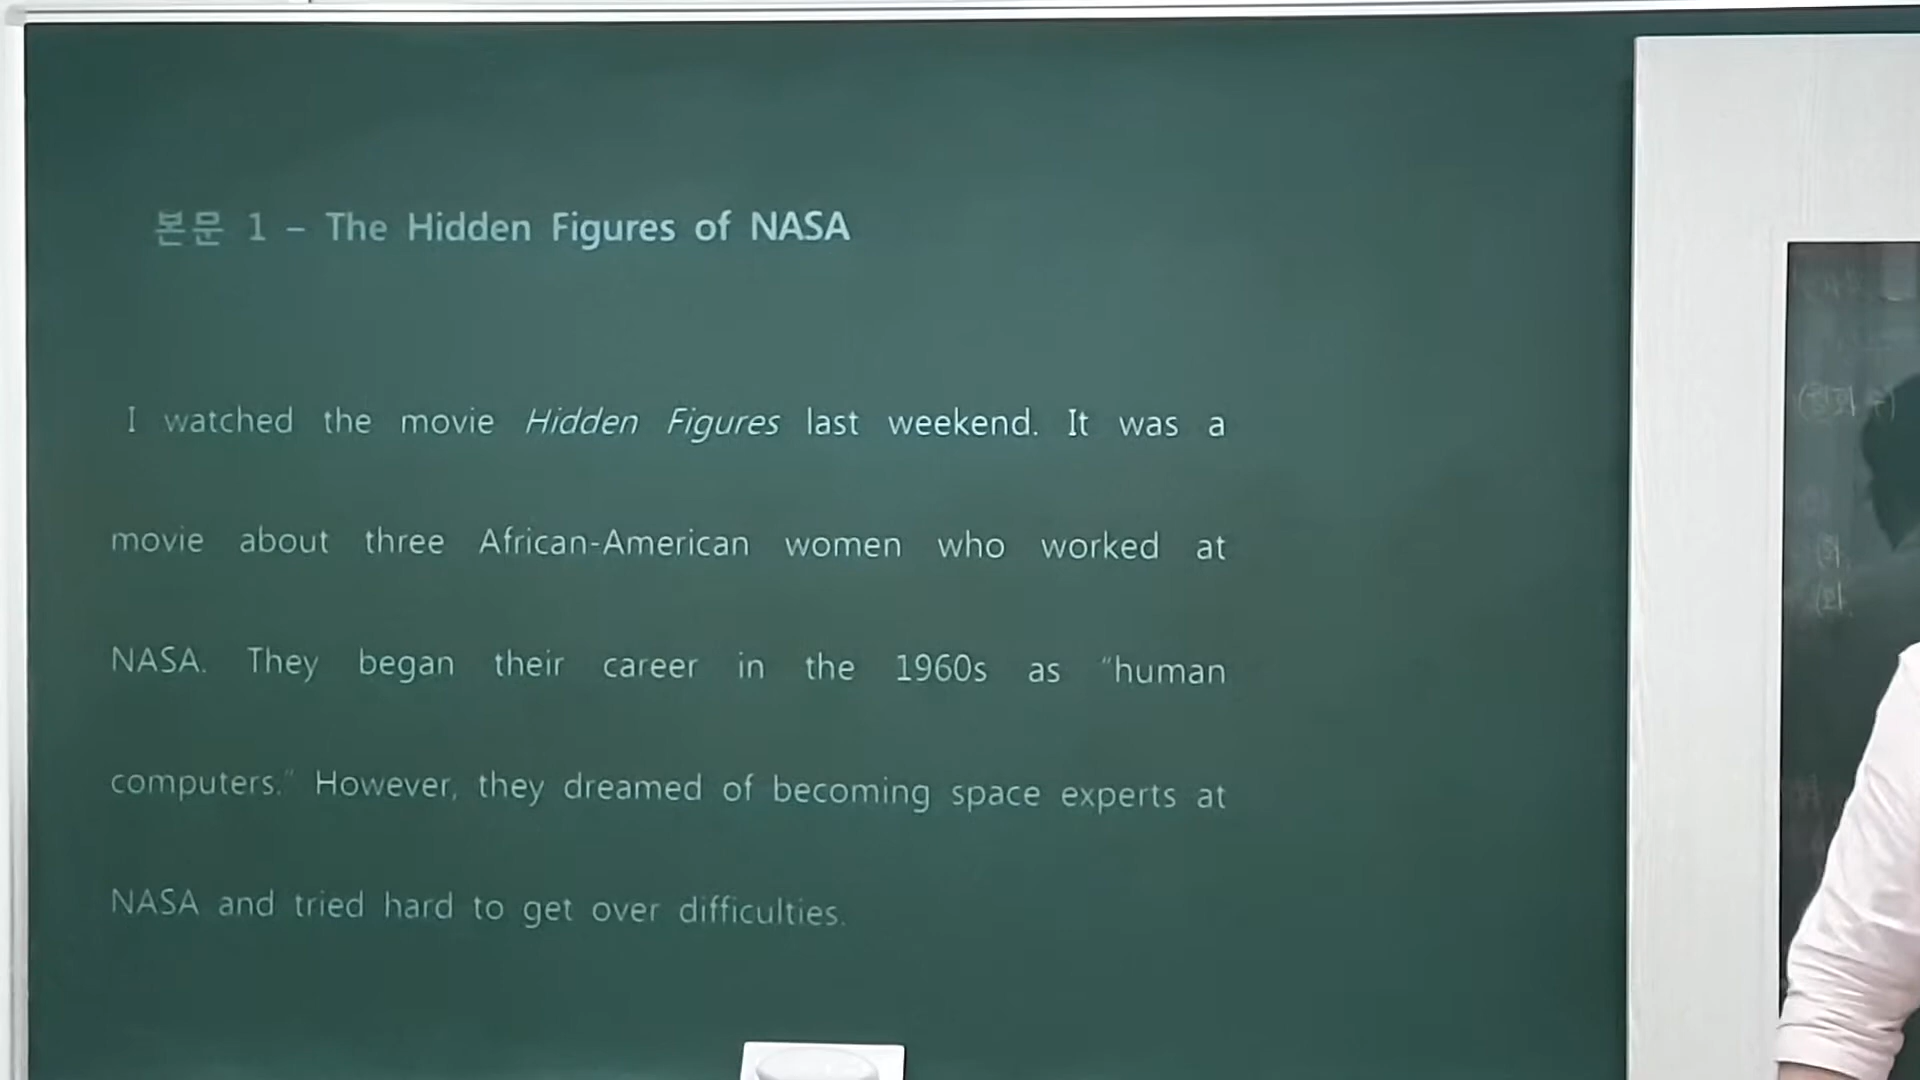 본문 1 – The Hidden Figures of NASA
I watched the movie Hidden Figures last weekend. It was a
movie about three African-American women who worked at
NASA. They began their career in the 1960s as “human
computers.” However, they dreamed of becoming space experts at
NASA and tried hard to get over difficulties.